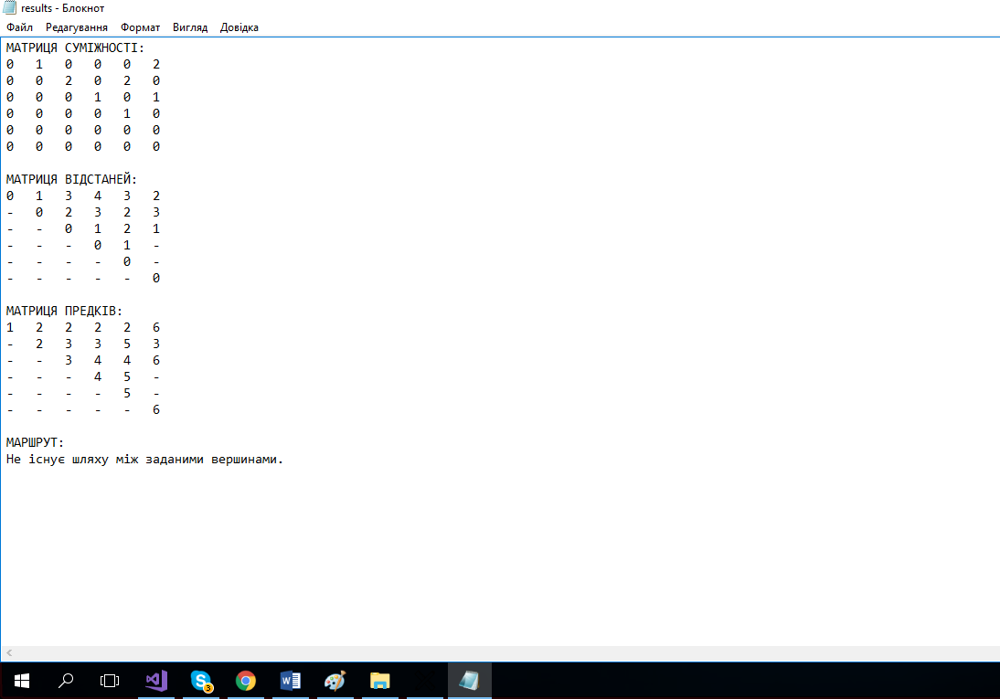 results - Блокнот
Файл Редагування Формат Вигляд Довідка
МАТРИЦЯ СУМІЖНОСТІ:
0 1 0 0 0 2
0 0 2 0 2 0
0 0 0 1 0 1
0 0 0 0 1 0
0 0 0 0 0 0
0 0 0 0 0 0
МАТРИЦЯ ВІДСТАНЕЙ:
0 1 3 4 3 2
- 0 2 3 2 3
- - 0 1 2 1
- - - 0 1 -
- - - - 0 -
- - - - - 0
МАТРИЦЯ ПРЕДКІВ:
1 2 2 2 2 6
- 2 3 3 5 3
- - 3 4 4 6
- - - 4 5 -
- - - - 5 -
- - - - - 6
МАРШРУТ:
Не існує шляху між заданими вершинами.
3